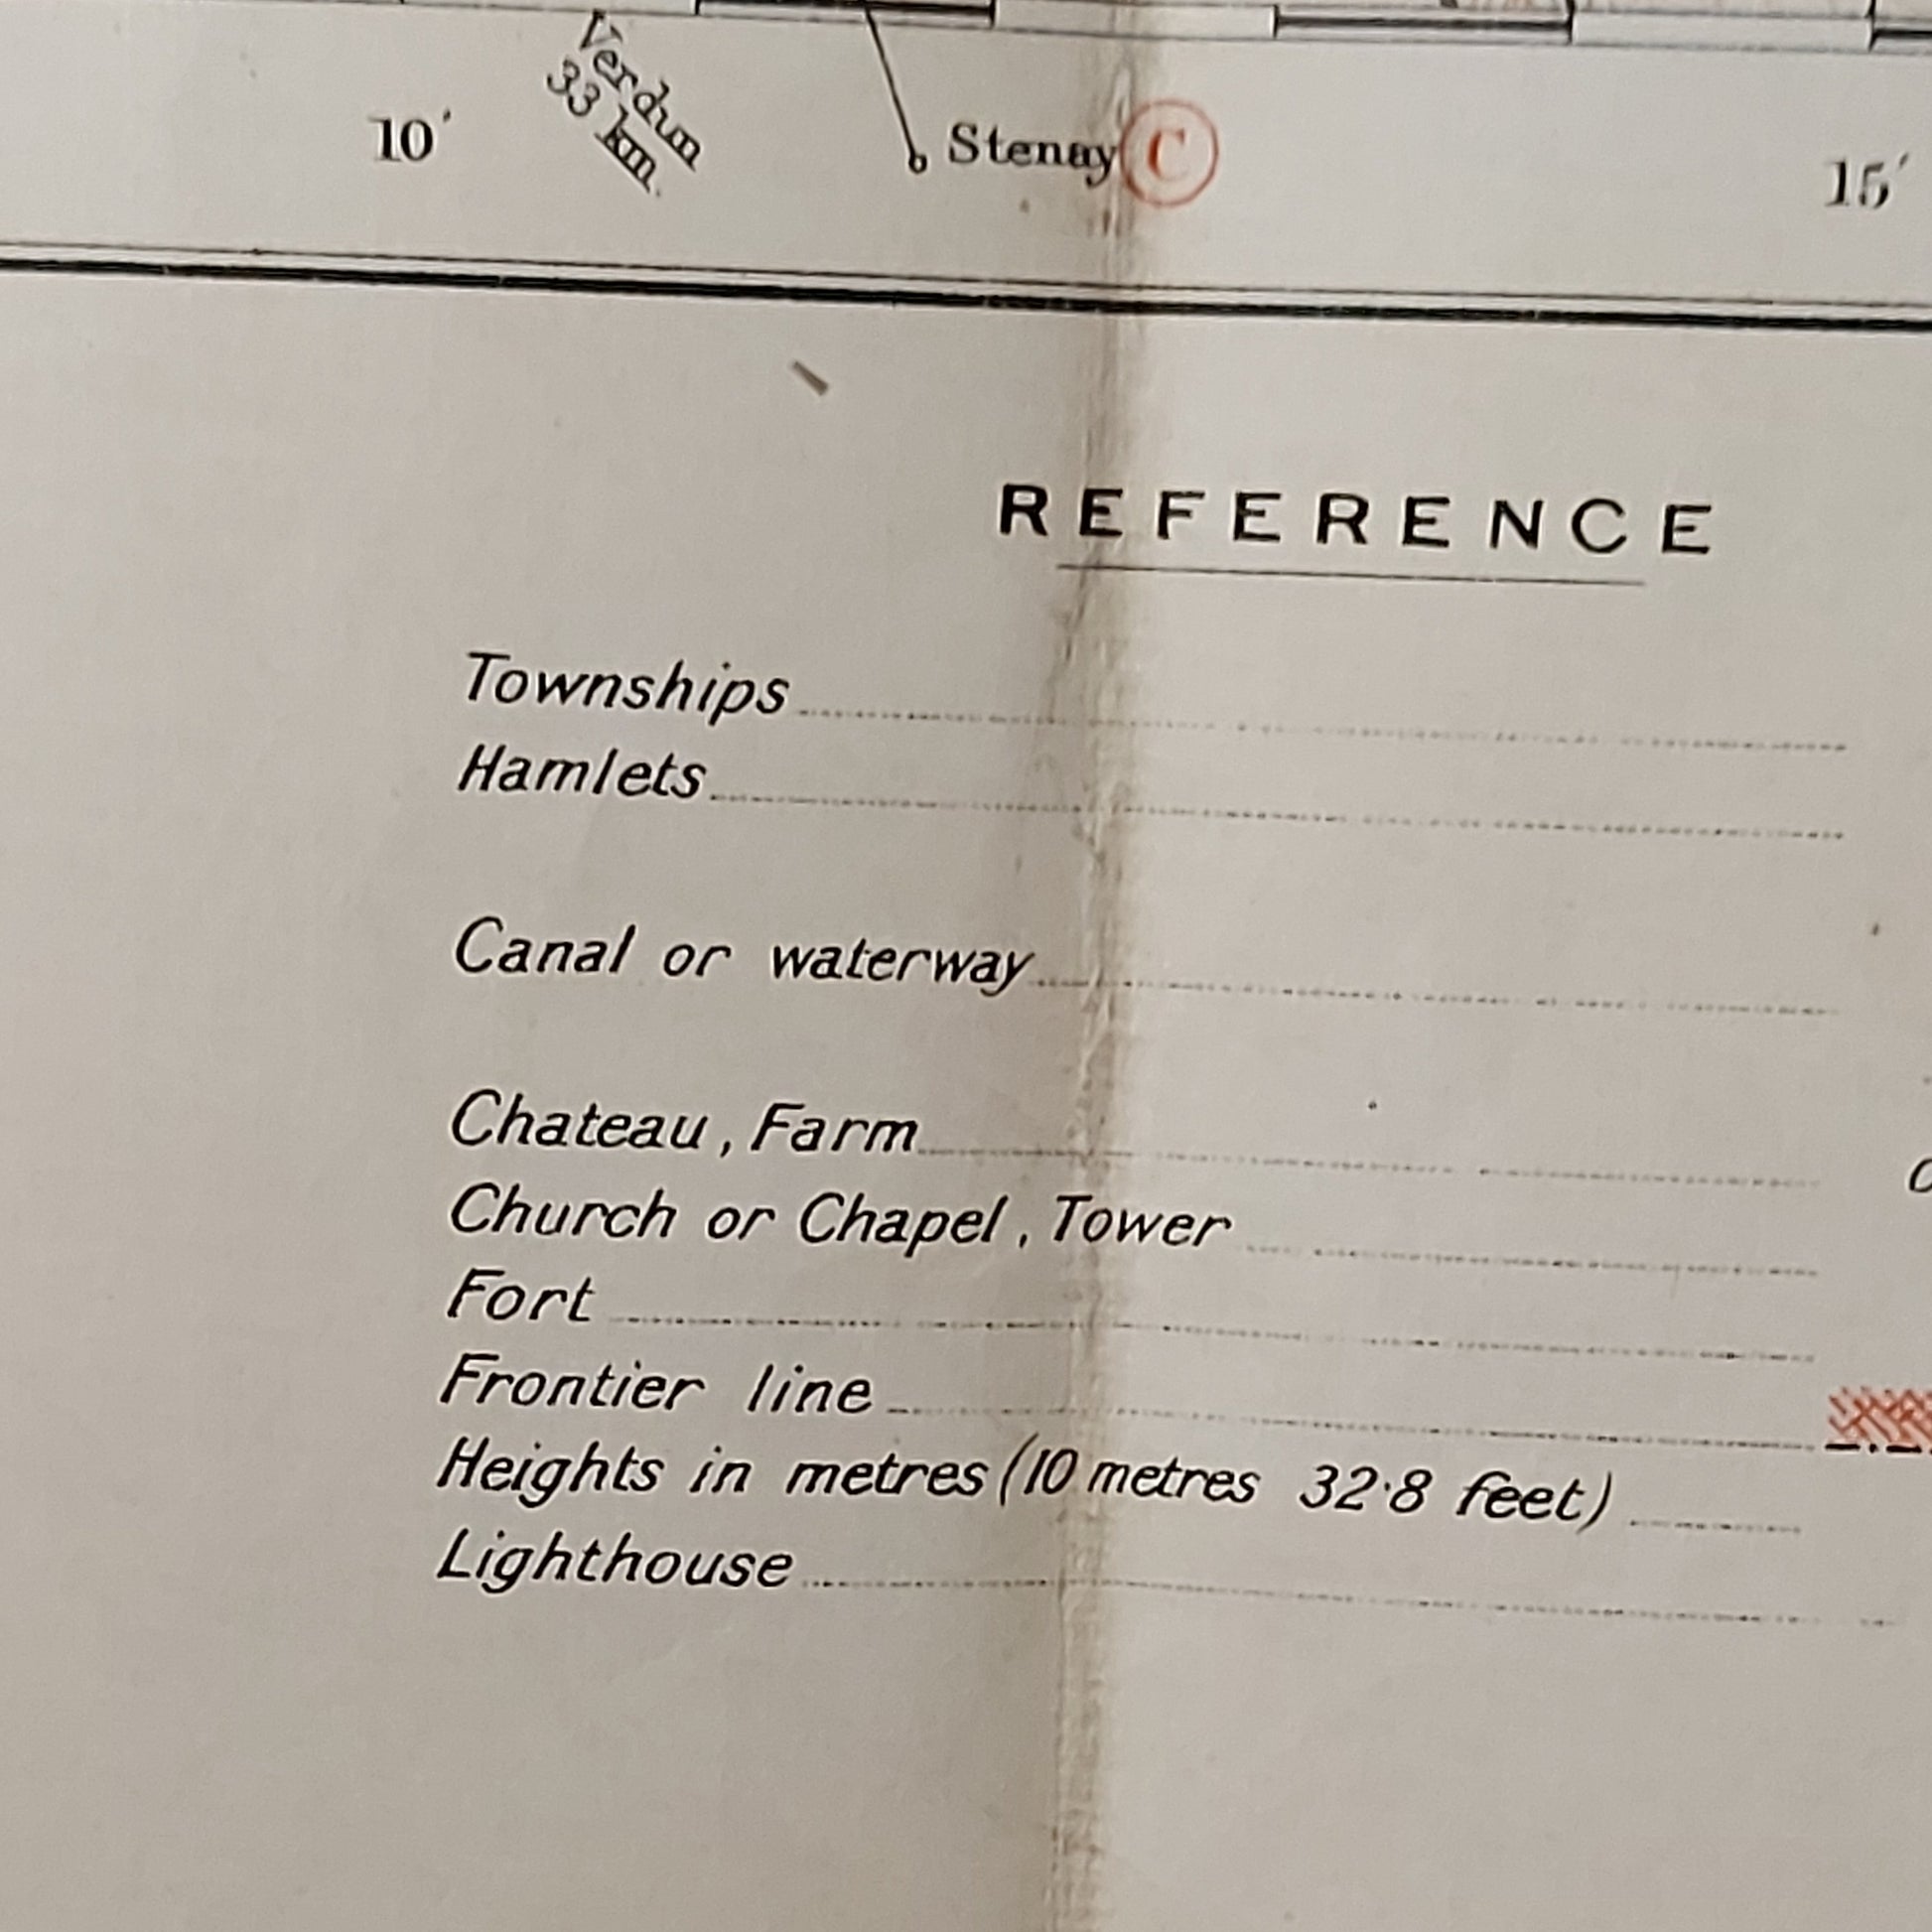 Verdun
33 km.
10′
Stenay C
15′
REFERENCE
Townships
Hamlets
Canal or waterway
Chateau, Farm
Church or Chapel, Tower
Fort
Frontier line
Heights in metres (10 metres 32·8 feet)
Lighthouse